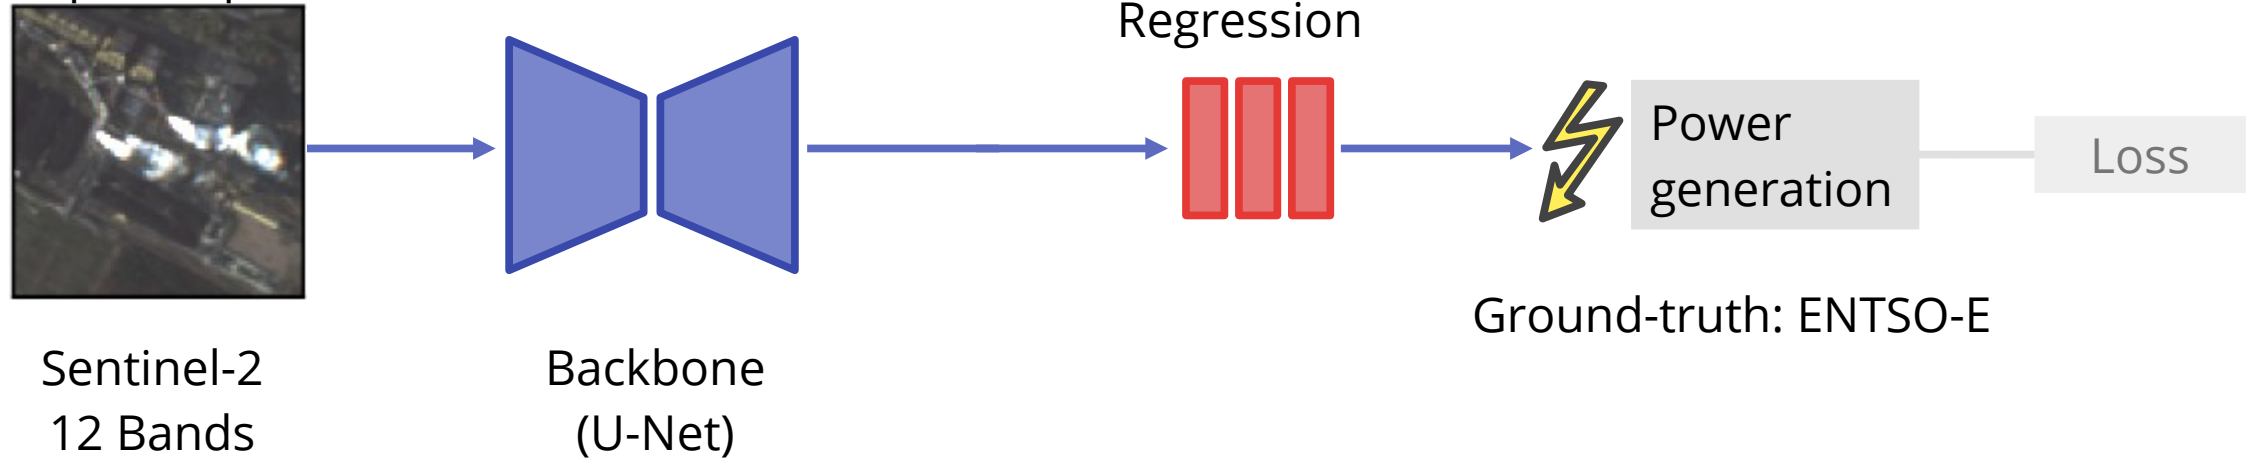 Regression
Power
generation
Loss
Ground-truth: ENTSO-E
Sentinel-2
12 Bands
Backbone
(U-Net)